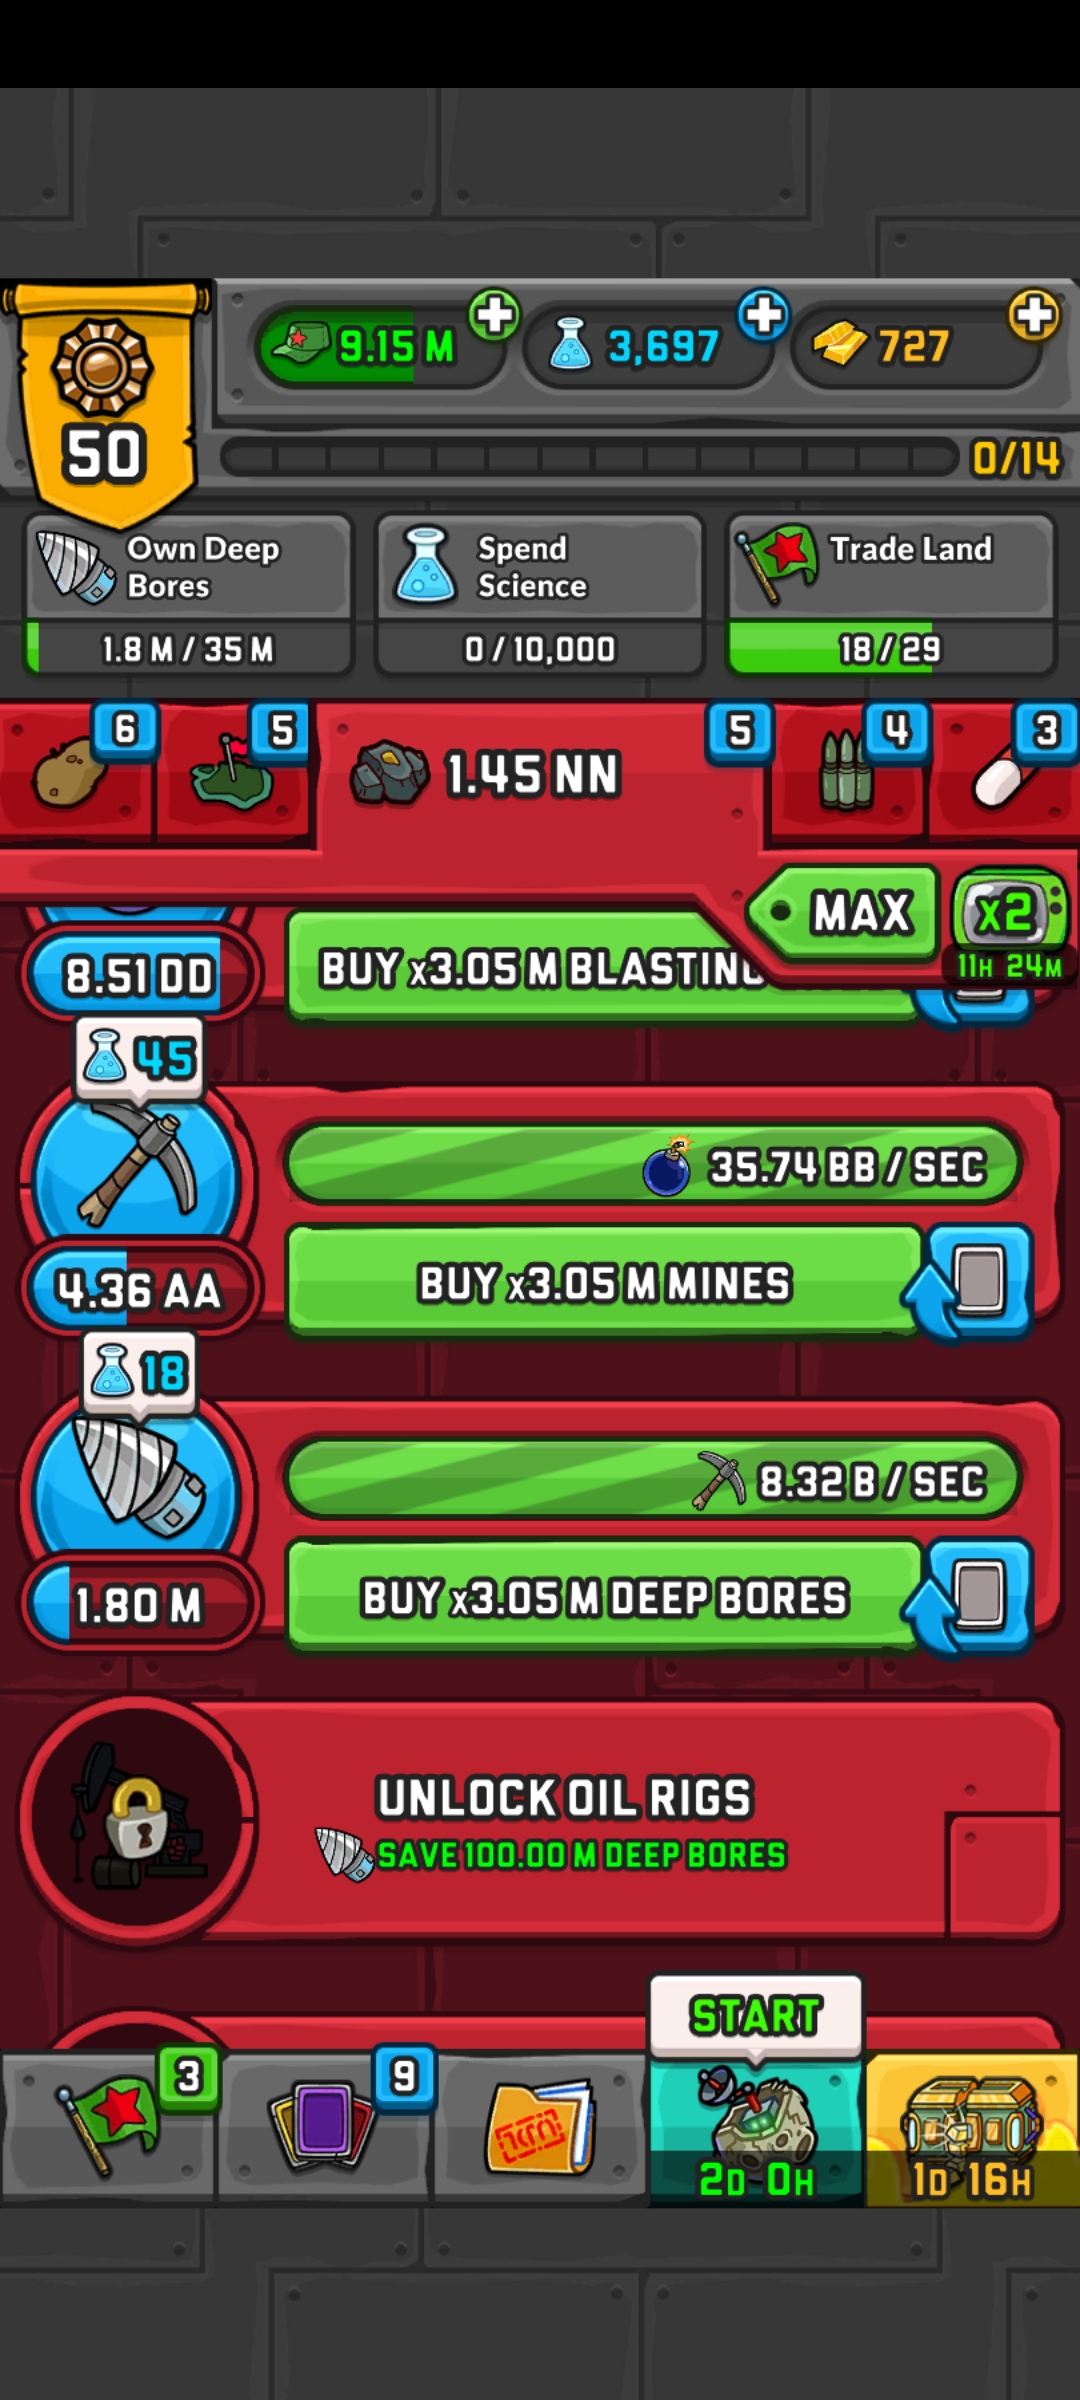 9.15 M
3,697
727
50
0/14
Own Deep
Bores
1.8 M / 35 M
Spend
Science
0 / 10,000
Trade Land
18 / 29
6
5
1.45 NN
5
4
3
MAX
x2
11H 24M
8.51 DD
BUY x3.05 M BLASTING
45
35.74 BB / SEC
4.36 AA
BUY x3.05 M MINES
18
8.32 B / SEC
1.80 M
BUY x3.05 M DEEP BORES
UNLOCK OIL RIGS
SAVE 100.00 M DEEP BORES
START
3
9
2D 0H
1D 16H